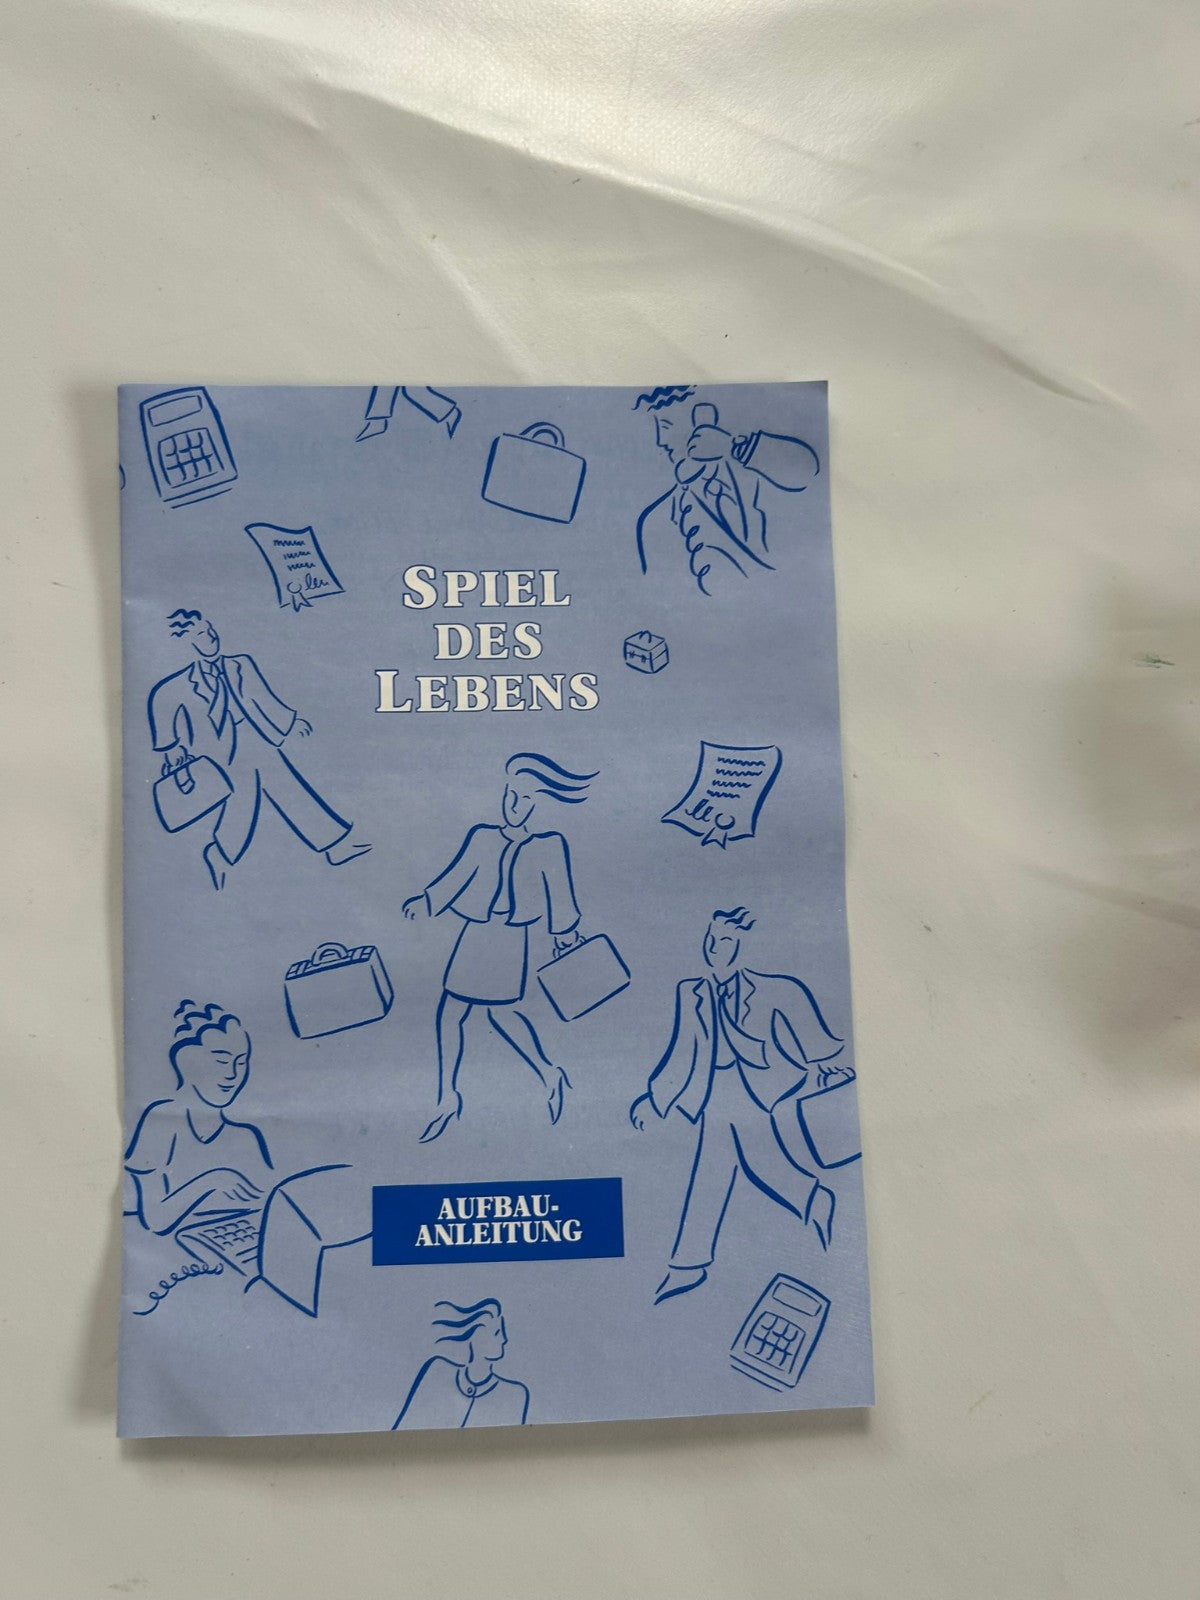 SPIEL
DES
LEBENS
AUFBAU-
ANLEITUNG